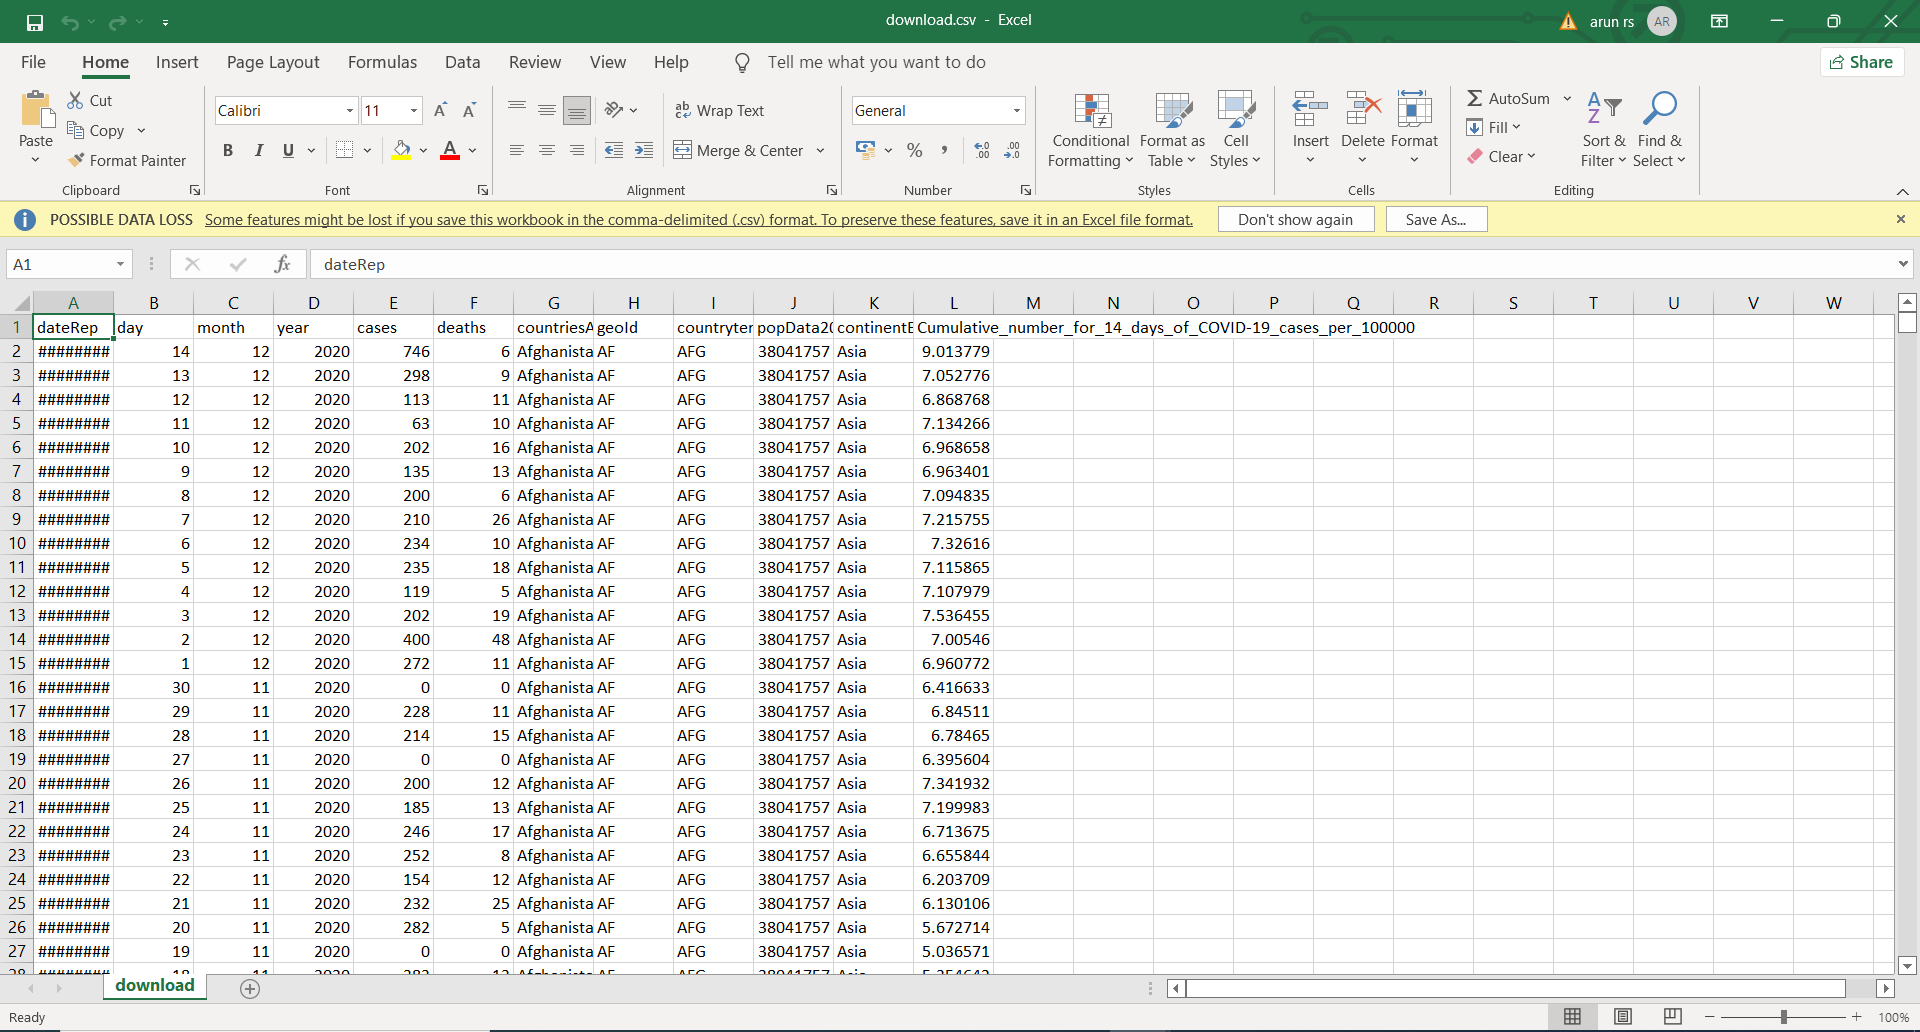 download.csv - Excel
arun rs AR
File Home Insert Page Layout Formulas Data Review View Help Tell me what you want to do Share
Paste
Cut
Copy
Format Painter
Clipboard
Calibri 11
B I U
Font
Wrap Text
Merge & Center
Alignment
General
Number
Conditional Formatting
Format as Table
Cell Styles
Styles
Insert
Delete
Format
Cells
AutoSum
Fill
Clear
Sort & Filter
Find & Select
Editing
POSSIBLE DATA LOSS Some features might be lost if you save this workbook in the comma-delimited (.csv) format. To preserve these features, save it in an Excel file format. Don't show again Save As...
A1 fx dateRep
A B C D E F G H I J K L M N O P Q R S T U V W
1 dateRep day month year cases deaths countriesA geoId countryter popData20 continentE Cumulative_number_for_14_days_of_COVID-19_cases_per_100000
2 ######## 14 12 2020 746 6 Afghanista AF AFG 38041757 Asia 9.013779
3 ######## 13 12 2020 298 9 Afghanista AF AFG 38041757 Asia 7.052776
4 ######## 12 12 2020 113 11 Afghanista AF AFG 38041757 Asia 6.868768
5 ######## 11 12 2020 63 10 Afghanista AF AFG 38041757 Asia 7.134266
6 ######## 10 12 2020 202 16 Afghanista AF AFG 38041757 Asia 6.968658
7 ######## 9 12 2020 135 13 Afghanista AF AFG 38041757 Asia 6.963401
8 ######## 8 12 2020 200 6 Afghanista AF AFG 38041757 Asia 7.094835
9 ######## 7 12 2020 210 26 Afghanista AF AFG 38041757 Asia 7.215755
10 ######## 6 12 2020 234 10 Afghanista AF AFG 38041757 Asia 7.32616
11 ######## 5 12 2020 235 18 Afghanista AF AFG 38041757 Asia 7.115865
12 ######## 4 12 2020 119 5 Afghanista AF AFG 38041757 Asia 7.107979
13 ######## 3 12 2020 202 19 Afghanista AF AFG 38041757 Asia 7.536455
14 ######## 2 12 2020 400 48 Afghanista AF AFG 38041757 Asia 7.00546
15 ######## 1 12 2020 272 11 Afghanista AF AFG 38041757 Asia 6.960772
16 ######## 30 11 2020 0 0 Afghanista AF AFG 38041757 Asia 6.416633
17 ######## 29 11 2020 228 11 Afghanista AF AFG 38041757 Asia 6.84511
18 ######## 28 11 2020 214 15 Afghanista AF AFG 38041757 Asia 6.78465
19 ######## 27 11 2020 0 0 Afghanista AF AFG 38041757 Asia 6.395604
20 ######## 26 11 2020 200 12 Afghanista AF AFG 38041757 Asia 7.341932
21 ######## 25 11 2020 185 13 Afghanista AF AFG 38041757 Asia 7.199983
22 ######## 24 11 2020 246 17 Afghanista AF AFG 38041757 Asia 6.713675
23 ######## 23 11 2020 252 8 Afghanista AF AFG 38041757 Asia 6.655844
24 ######## 22 11 2020 154 12 Afghanista AF AFG 38041757 Asia 6.203709
25 ######## 21 11 2020 232 25 Afghanista AF AFG 38041757 Asia 6.130106
26 ######## 20 11 2020 282 5 Afghanista AF AFG 38041757 Asia 5.672714
27 ######## 19 11 2020 0 0 Afghanista AF AFG 38041757 Asia 5.036571
download
Ready 100%